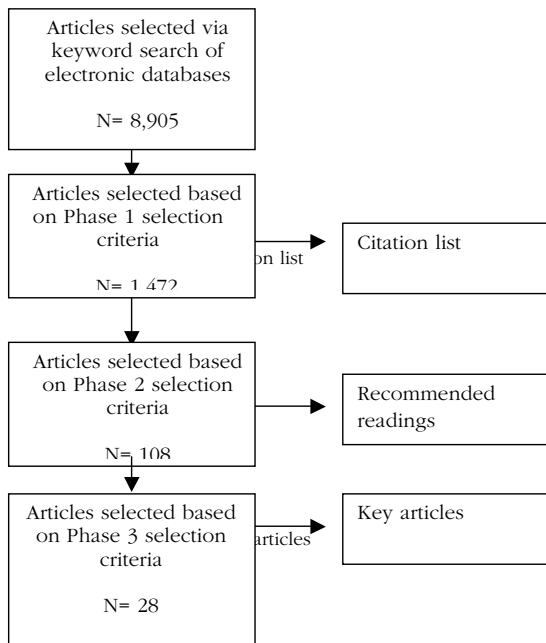 Articles selected via
keyword search of
electronic databases
N= 8,905
Articles selected based
on Phase 1 selection
criteria
N= 1,472
on list
Citation list
Articles selected based
on Phase 2 selection
criteria
N= 108
Recommended
readings
Articles selected based
on Phase 3 selection
criteria
N= 28
articles
Key articles